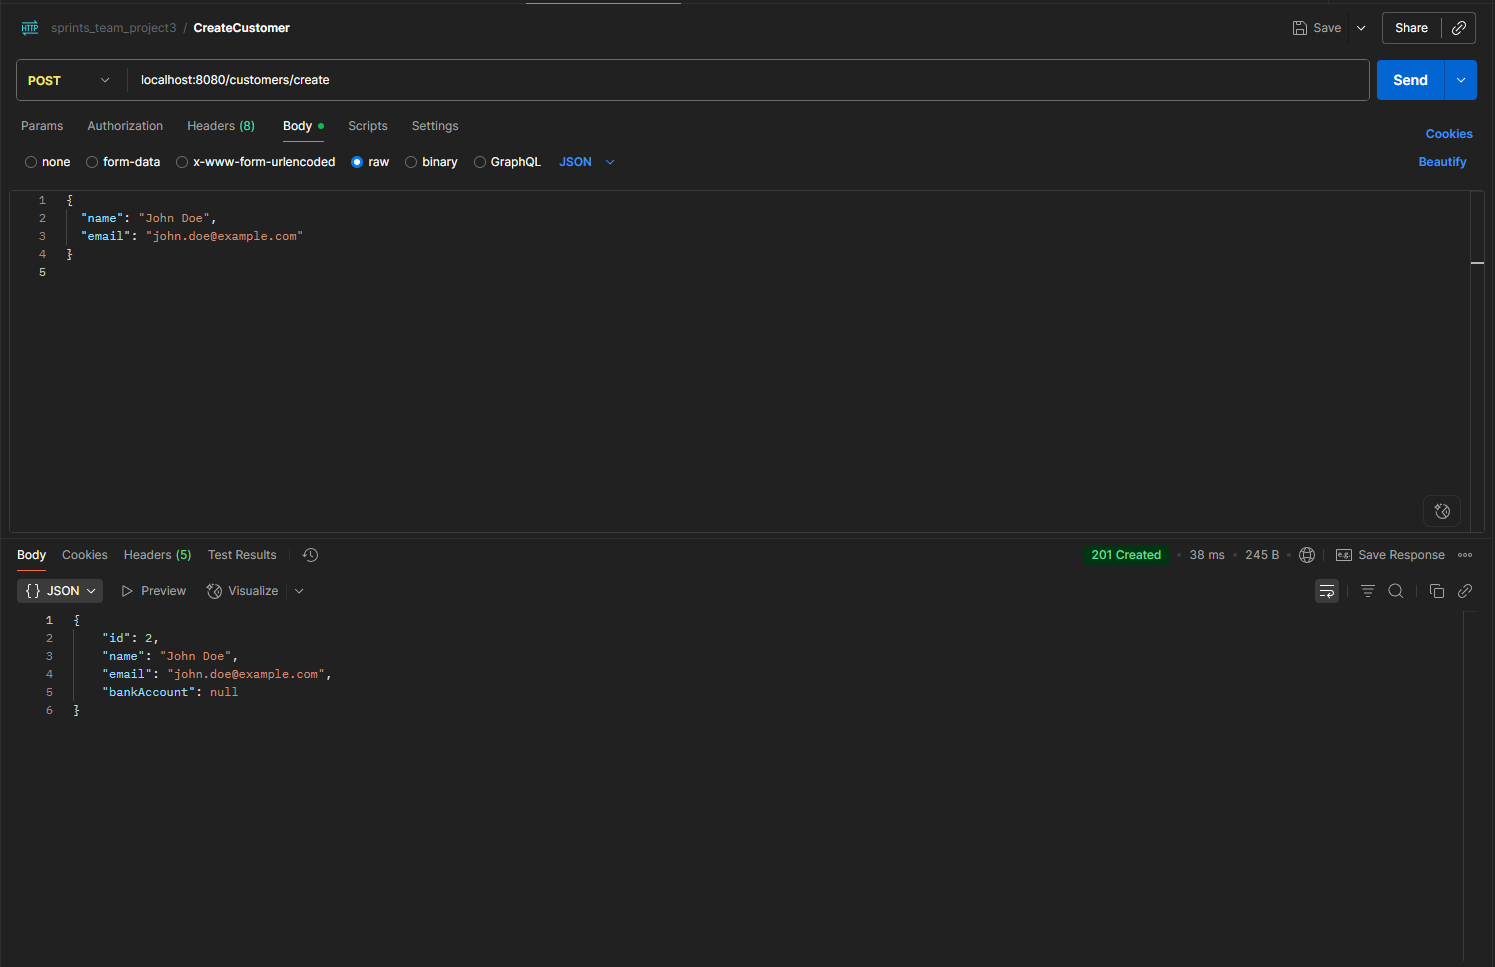 HTTP sprints_team_project3 / CreateCustomer Save Share
POST localhost:8080/customers/create Send
Params Authorization Headers (8) Body Scripts Settings Cookies
none form-data x-www-form-urlencoded raw binary GraphQL JSON Beautify
1 {
2 "name": "John Doe",
3 "email": "john.doe@example.com"
4 }
5
Body Cookies Headers (5) Test Results 201 Created • 38 ms • 245 B • e.g. Save Response
{} JSON Preview Visualize
1 {
2 "id": 2,
3 "name": "John Doe",
4 "email": "john.doe@example.com",
5 "bankAccount": null
6 }